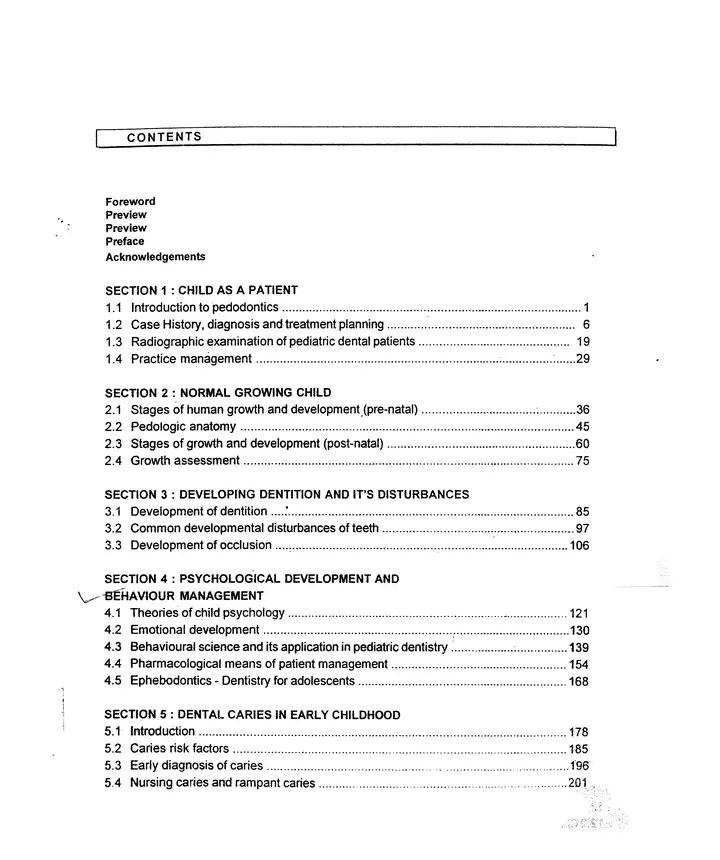 CONTENTS
Foreword
Preview
Preview
Preface
Acknowledgements
SECTION 1 : CHILD AS A PATIENT
1.1 Introduction to pedodontics ........ 1
1.2 Case History, diagnosis and treatment planning ........ 6
1.3 Radiographic examination of pediatric dental patients ........ 19
1.4 Practice management ........ 29
SECTION 2 : NORMAL GROWING CHILD
2.1 Stages of human growth and development (pre-natal) ........ 36
2.2 Pedologic anatomy ........ 45
2.3 Stages of growth and development (post-natal) ........ 60
2.4 Growth assessment ........ 75
SECTION 3 : DEVELOPING DENTITION AND IT'S DISTURBANCES
3.1 Development of dentition ........ 85
3.2 Common developmental disturbances of teeth ........ 97
3.3 Development of occlusion ........ 106
SECTION 4 : PSYCHOLOGICAL DEVELOPMENT AND
BEHAVIOUR MANAGEMENT
4.1 Theories of child psychology ........ 121
4.2 Emotional development ........ 130
4.3 Behavioural science and its application in pediatric dentistry ........ 139
4.4 Pharmacological means of patient management ........ 154
4.5 Ephebodontics - Dentistry for adolescents ........ 168
SECTION 5 : DENTAL CARIES IN EARLY CHILDHOOD
5.1 Introduction ........ 178
5.2 Caries risk factors ........ 185
5.3 Early diagnosis of caries ........ 196
5.4 Nursing caries and rampant caries ........ 201